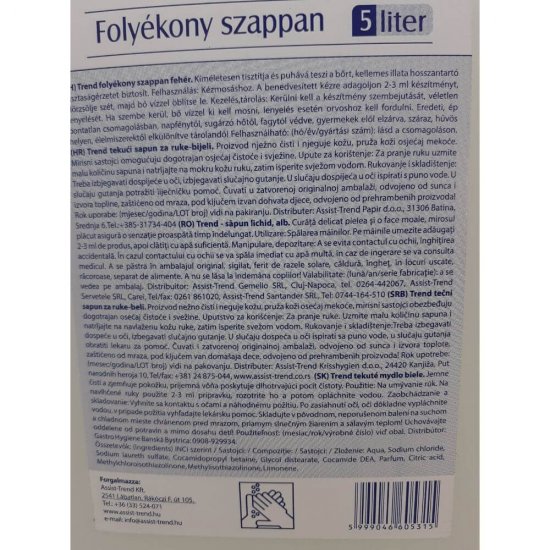 Folyékony szappan 5 liter
Trend folyékony szappan fehér. Kíméletesen tisztítja és puhává teszi a bőrt, kellemes illata hosszantartó
tisztaságérzetet biztosít. Felhasználás: Kézmosáshoz. A benedvesített kézre adagoljon 2-3 ml készítményt,
szét, majd bő vízzel öblítse le. Kezelés,tárolás: Kerülni kell a készítmény szembejutását, véletlen
lenyelését. Ha szembe kerül, bő vízzel ki kell mosni, lenyelés esetén orvoshoz kell fordulni. Eredeti, ép
bontatlan csomagolásban, napfénytől, sugárzó hőtől, fagytól védve, gyermekek elől elzárva, száraz, hűvös
helyen, élelmiszerektől elkülönítve tárolandó! Felhasználható: (hó/év/gyártási szám): lásd a csomagoláson,
(HR) Trend tekući sapun za ruke-bijeli. Proizvod nježno čisti i njeguje kožu, pruža koži osjećaj mekoće.
Mirisni sastojci omogućuju dogotrajan osjećaj čistoće i svježine. Upute za korištenje: Za pranje ruku uzmite
malu količinu sapuna i natrljajte na mokru kožu ruku, zatim isperite svježom vodom. Rukovanje i skladištenje:
Treba izbjegavati dospijeće u oči, izbjegavati slučajno gutanje. U slučaju dospijeća u oči ispirati s puno vode. U
slučaju gutanja potražiti liječničku pomoć. Čuvati u zatvorenoj originalnoj ambalaži, odvojeno od sunca i
izvora topline, zaštićeno od mraza, pod ključem izvan dohvata djece, odvojeno od prehrambenih proizvoda!
Rok uporabe: (mjesec/godina/LOT broj) vidi na pakiranju. Distributer: Assist-Trend Papir d.o.o., 31306 Batina,
Srednja 6.Tel:+385-31734-404 (RO) Trend - săpun lichid, alb. Curăţă delicat pielea şi o face moale, mirosul
plăcut asigură o senzaţie proaspătă timp îndelungat. Utilizare: Spălarea mâinilor. Pe mâinile umezite adăugaţi
2-3 ml de produs, apoi clătiţi cu apă suficientă. Manipulare, depozitare: A se evita contactul cu ochii, înghiţirea
accidentală. În cazul contactului cu ochii se va spăla imediat cu apă multă, în caz de ingerare se va consulta
medicul. A se păstra în ambalajul original, sigilat, ferit de razele solare, căldură, îngheţ, în locuri uscate,
răcoroase, separat de alimente. A nu se lăsa la îndemâna copiilor! Valabilitate: (lună/an/serie fabricaţie): a se
vedea pe ambalaj. Distribuitori: Assist-Trend Gemelio SRL, Cluj-Napoca, tel: 0264-442067, Assist-Trend
Servetele SRL, Carei, Tel/fax: 0261 861020, Assist-Trend Santander SRL, Tel: 0744-164-510 (SRB) Trend tečni
sapun za ruke-beli. Proizvod nežno čisti i neguje kožu, pruža koži osećaj mekoće, mirisni sastojci obezbeđuju
dogotrajan osećaj čistoće i svežine. Uputstvo za korišćenje: Za pranje ruku. Uzmite malu količinu sapuna i
natrljajte na navlaženu kožu ruke, zatim isperite svežom vodom. Rukovanje i skladištenje:Treba izbegavati
dospeće u oči, izbegavati slučajno gutanje. U slučaju dospeća u oči ispirati sa puno vode, u slučaju gutanja
obratiti lekaru za pomoć. Čuvati u zatvorenoj originalnoj ambalaži, odvojeno od sunca i izvora toplote,
zaštićeno od mraza, pod ključem van domašaja dece, odvojeno od prehrambenih proizvoda! Rok upotrebe:
(mesec/godina/LOT broj) vidi na pakovanju. Distributer: Assist-Trend Krisshygien d.o.o., 24420 Kanjiža, Put
Tel/fax: +381 24 875-044, www.assist-trend.co.rs (SK) Trend tekuté mydlo biele. Jemne
čistí a zjemňuje pokožku, príjemná vôňa poskytuje dlhotrvajúci pocit čistoty. Použitie: Na umývanie rúk. Na
navlhčené ruky použite 2-3 ml prípravku, rozotrite ho a potom opláchnite vodou. Zaobchádzanie a
skladovanie: Vyhnite sa kontaktu s očami a náhodnému požitiu. Po zasiahnutí očí, oči dôkladne vypláchnite
vodou, v prípade požitia vyhľadajte lekársku pomoc. Skladujte v pôvodnom, neporušenom balení na suchom
a chladnom mieste chránenom pred mrazom, priamym slnečným žiarením a sálavým teplom! Uchovávajte
oddelene od potravín a mimo dosahu detí! Použiteľnosť: (mesiac/rok/výrobné číslo) viď obal. Distributor:
Gastro Hygiene Banská Bystrica: 0908-929934.
Összetevők: (Ingredients) INCI szerint / Sastojci: / Compoziţie: / Sastojci: / Zloženie: Aqua, Sodium chloride,
Sodium laureth sulfate, Cocamidopropyl betaine, Glycol distearate, Cocamide DEA, Parfum, Citric acid,
Methylchloroisothiazolinone, Methylisothiazolinone, Limonene.
Forgalmazza:
Assist-Trend Kft.
2541 Lábatlan, Rákóczi F. út 105.
Tel.: +36 (33) 524-071
www.assist-trend.hu
e-mail: info@assist-trend.hu
5 999046 605315